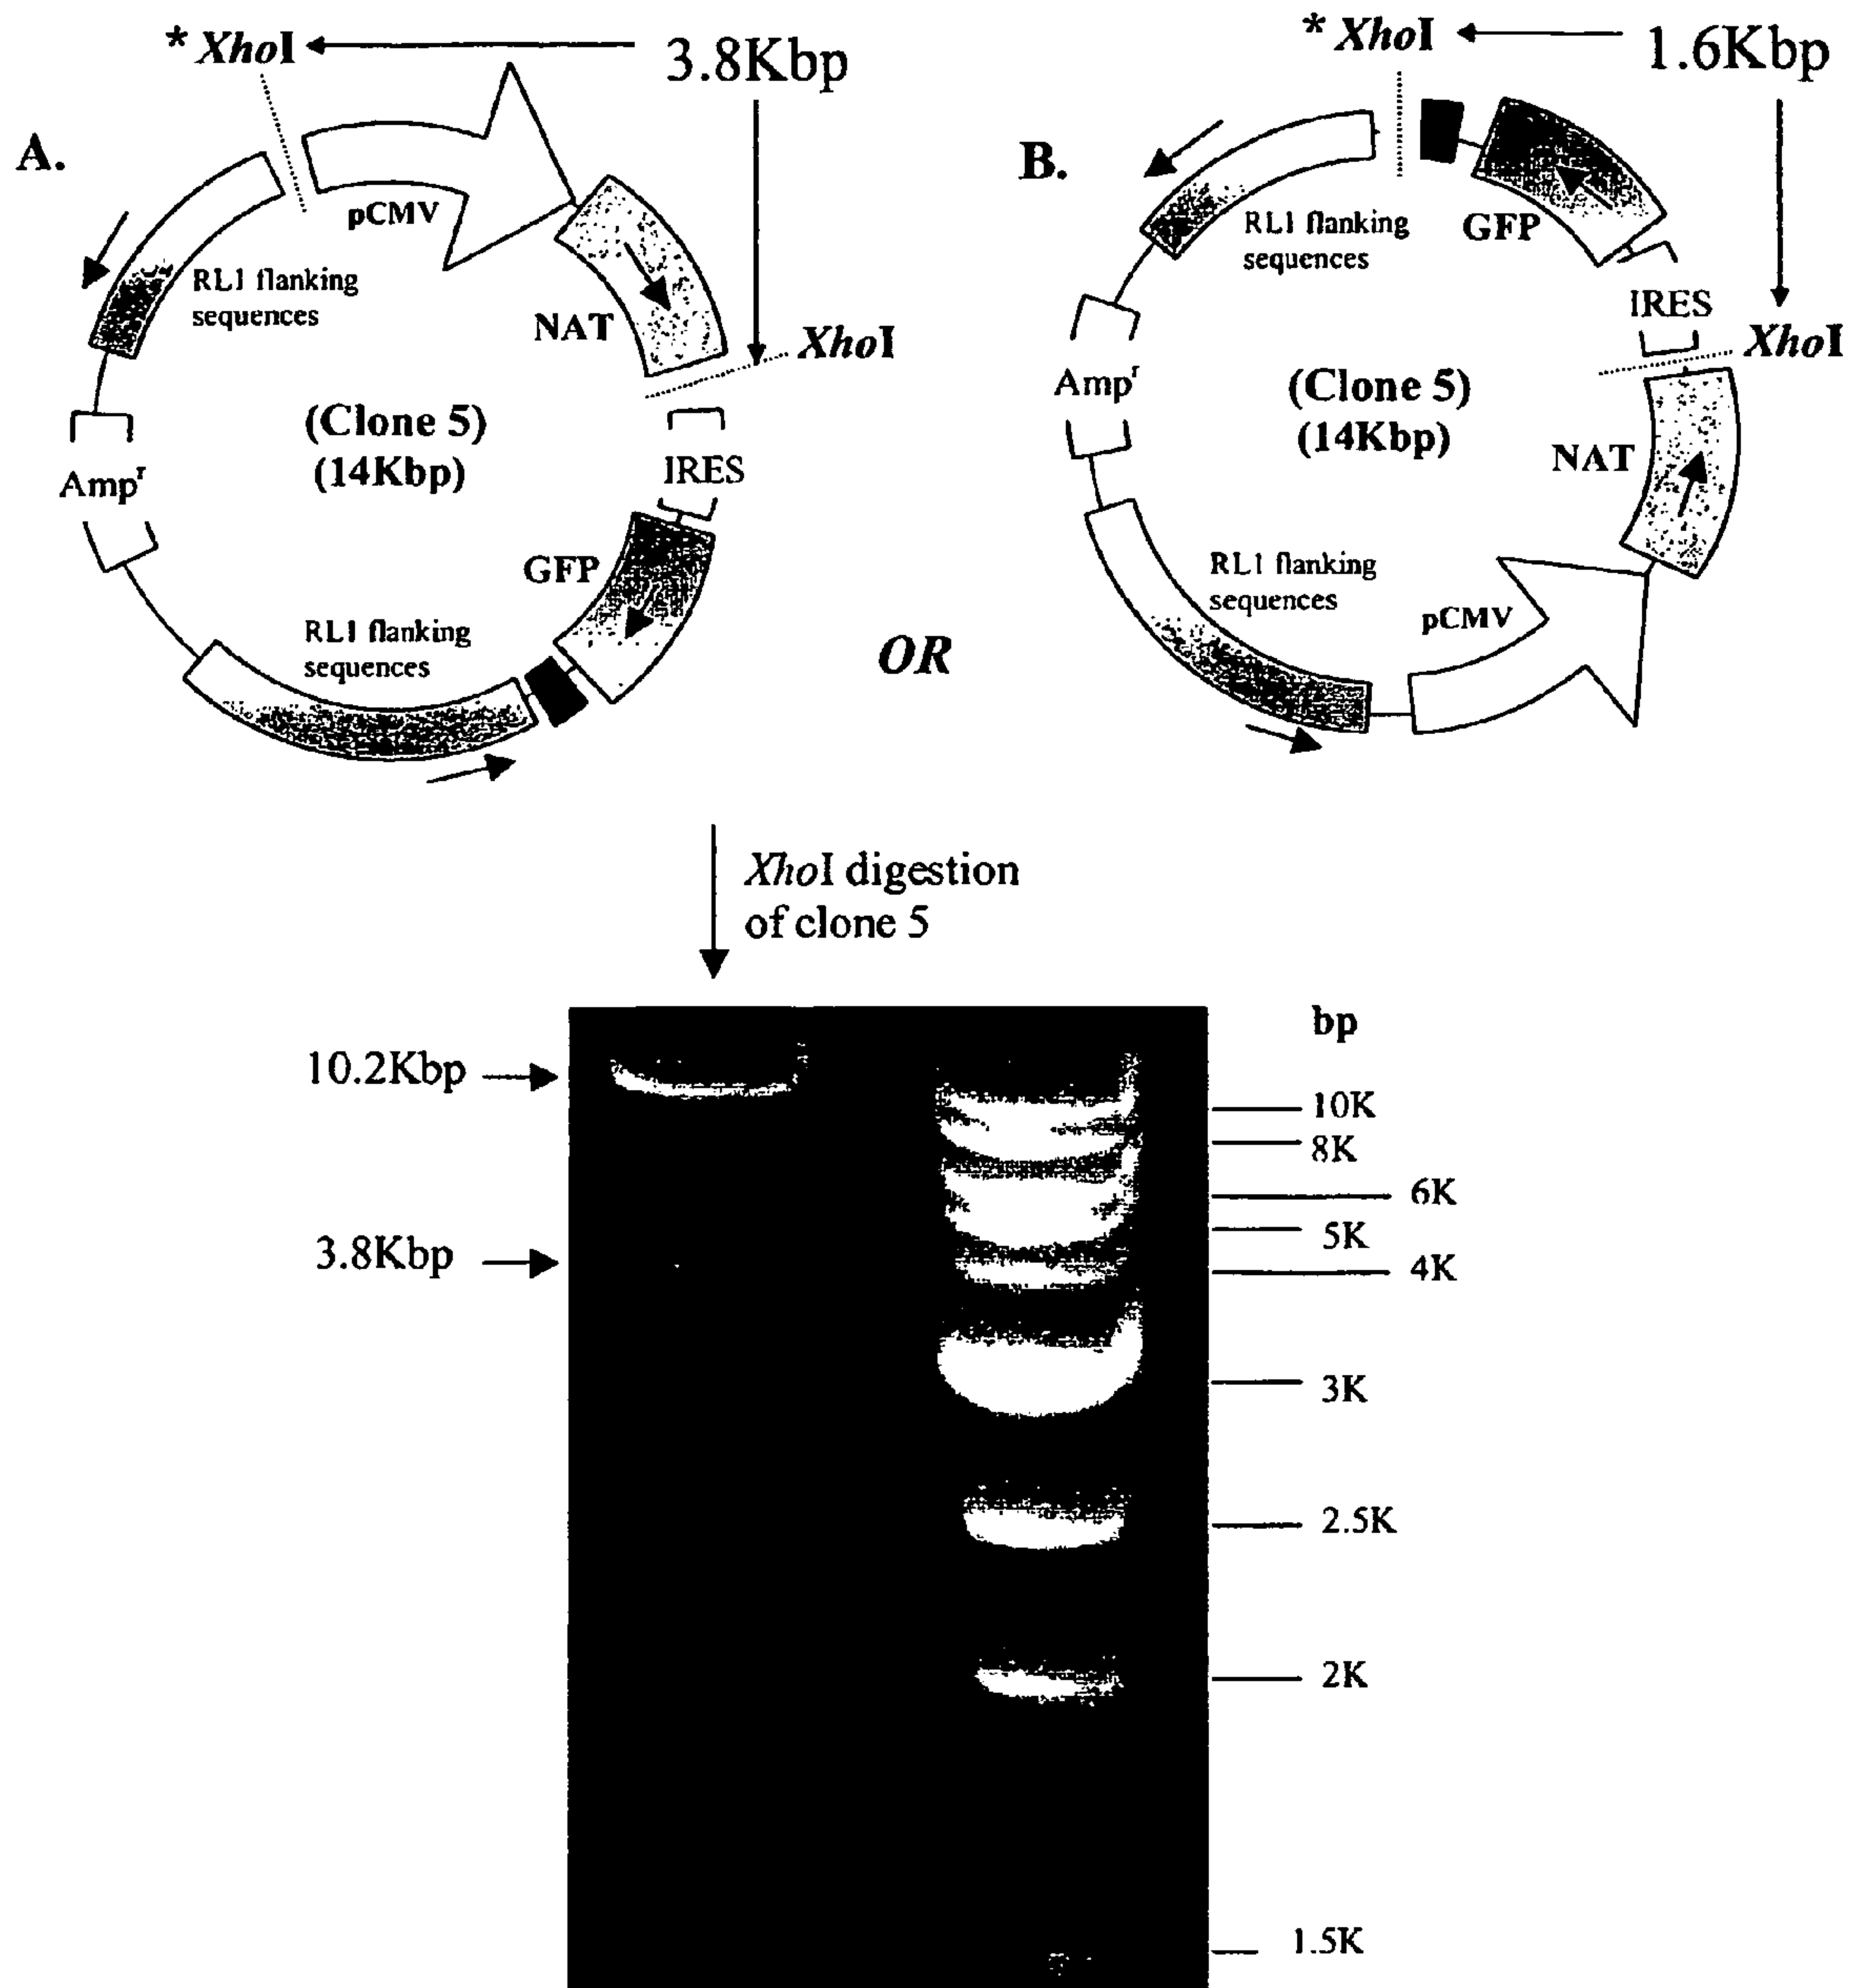 A.
* XhoI
3.8Kbp
pCMV
RL1 flanking
sequences
NAT
XhoI
(Clone 5)
(14Kbp)
Ampʳ
IRES
GFP
RL1 flanking
sequences
OR
B.
* XhoI
1.6Kbp
RL1 flanking
sequences
GFP
IRES
XhoI
Ampʳ
(Clone 5)
(14Kbp)
NAT
RL1 flanking
sequences
pCMV
XhoI digestion
of clone 5
bp
10.2Kbp
10K
8K
6K
5K
3.8Kbp
4K
3K
2.5K
2K
1.5K